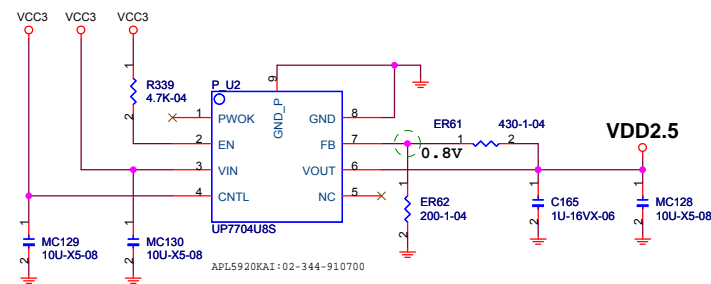 VCC3 VCC3 VCC3
1
R339
4.7K-04
2
P_U2
9
GND_P
1 PWOK
2 EN
3 VIN
4 CNTL
GND 8
FB 7
VOUT 6
NC 5
UP7704U8S
0.8V
ER61
1 2
430-1-04
VDD2.5
1
ER62
200-1-04
2
1
C165
1U-16VX-06
2
1
MC128
10U-X5-08
2
1
MC129
10U-X5-08
2
1
MC130
10U-X5-08
2
APL5920KAI:02-344-910700